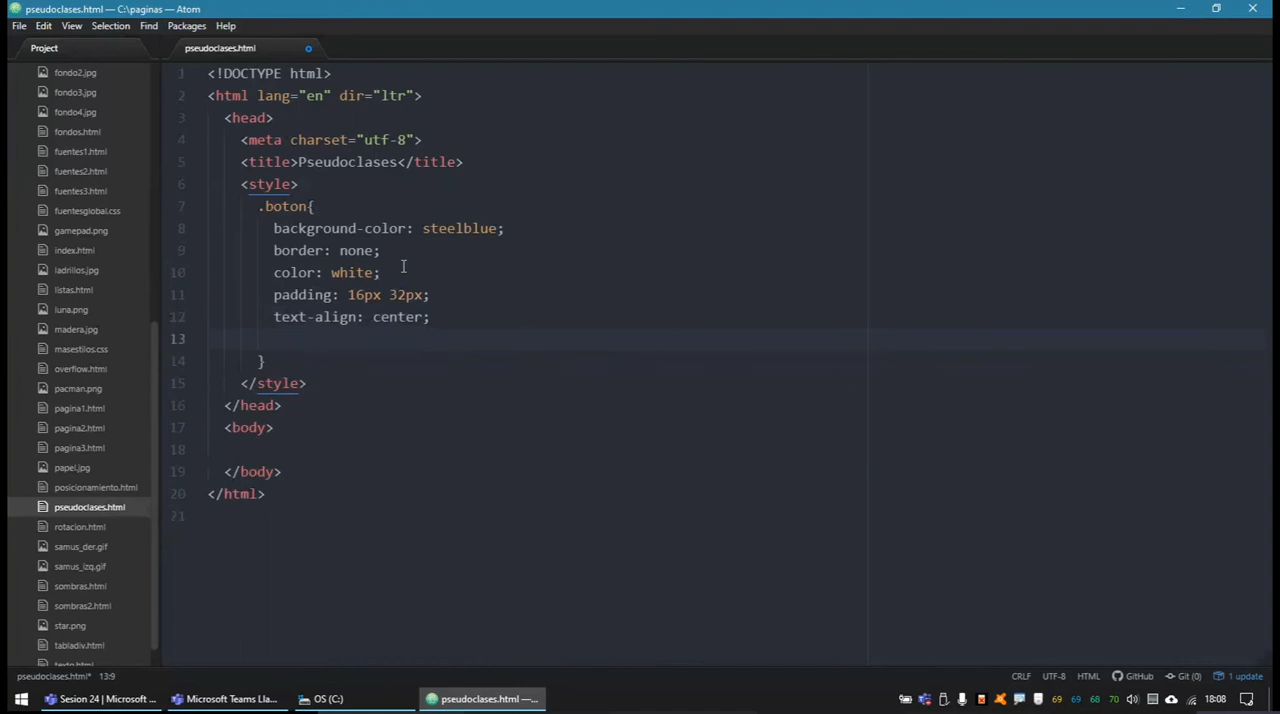 pseudoclases.html — C:\paginas — Atom
File Edit View Selection Find Packages Help
Project
pseudoclases.html
fondo2.jpg
fondo3.jpg
fondo4.jpg
fondos.html
fuentes1.html
fuentes2.html
fuentes3.html
fuentesglobal.css
gamepad.png
index.html
ladrilos.jpg
listas.html
luna.png
madera.jpg
masestilos.css
overflow.html
pacman.png
pagina1.html
pagina2.html
pagina3.html
papel.jpg
posicionamiento.html
pseudoclases.html
rotacion.html
samus_der.gif
samus_izq.gif
sombras.html
sombras2.html
star.png
tabladiv.html
texto.html
1 <!DOCTYPE html>
2 <html lang="en" dir="ltr">
3 <head>
4 <meta charset="utf-8">
5 <title>Pseudoclases</title>
6 <style>
7 .boton{
8 background-color: steelblue;
9 border: none;
10 color: white;
11 padding: 16px 32px;
12 text-align: center;
13
14 }
15 </style>
16 </head>
17 <body>
18
19 </body>
20 </html>
21
pseudoclases.html* 13:9
CRLF UTF-8 HTML GitHub Git (0) 1 update
Sesion 24 | Microsoft ... Microsoft Teams Lla... OS (C:) pseudoclases.html —... 69 69 68 70 18:08